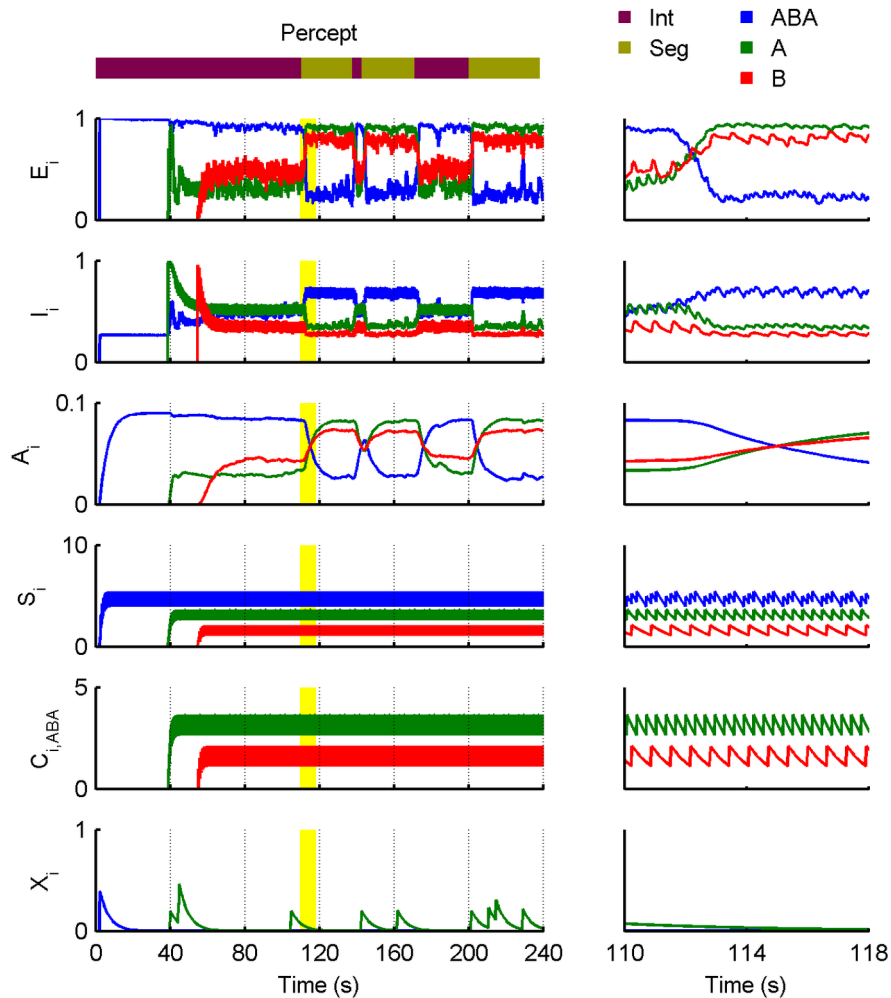 Percept
Int
Seg
ABA
A
B
E_i
1
0
I_i
1
0
A_i
0.1
0
S_i
10
0
C_i,ABA
5
0
X_i
1
0
0 40 80 120 160 200 240
Time (s)
110 114 118
Time (s)